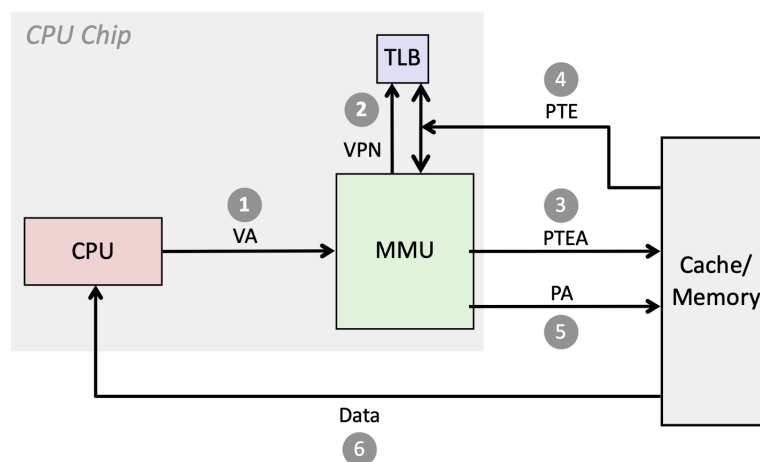 CPU Chip
TLB
4
2
PTE
VPN
1
3
VA
PTEA
CPU
MMU
Cache/
Memory
PA
5
Data
6